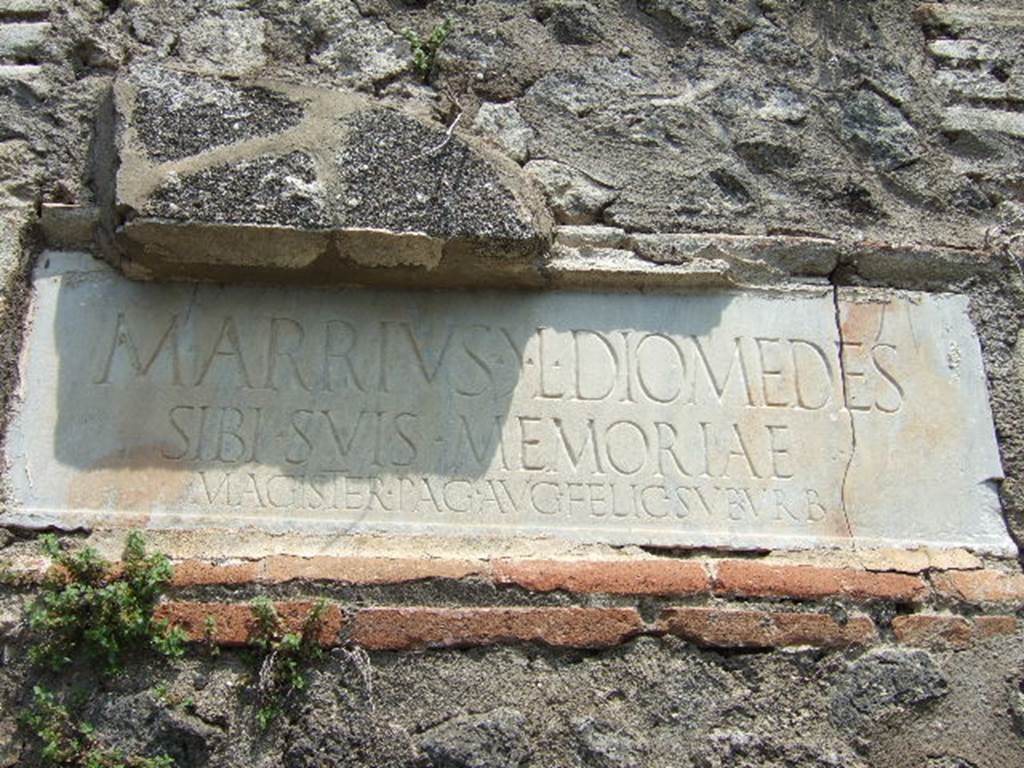 M·ARRIVS·Ɔ·L·DIOMEDES
SIBI·SVIS·MEMORIAE
MAGISTER·PAG·AVG·FELIC·SVBVRB